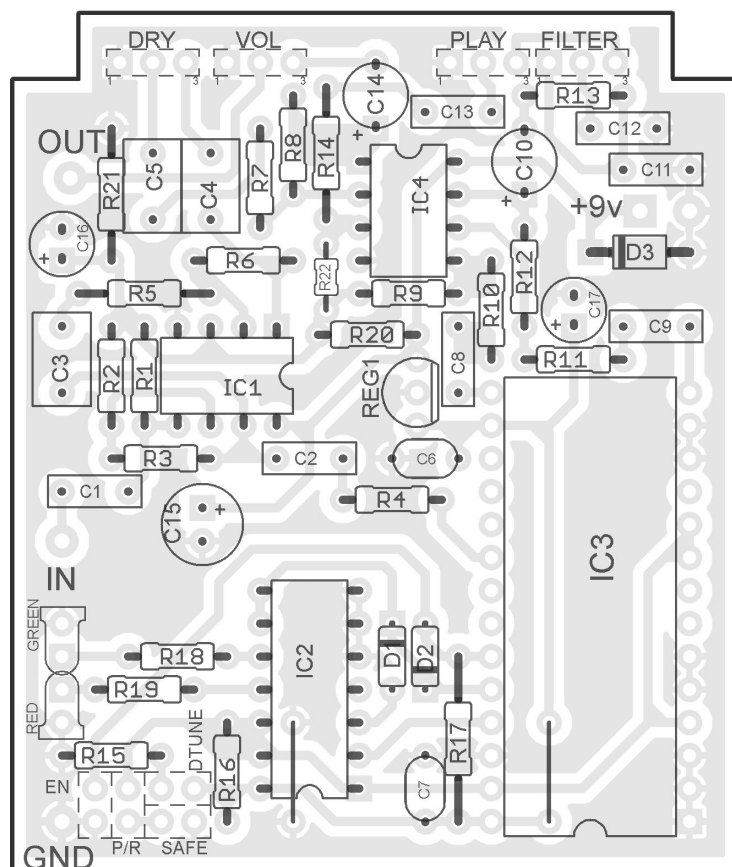 DRY VOL PLAY FILTER
1 3 1 3 1 3 1 3
C14 R13
C13 C12
OUT R21 C5 C4 R7 R8 R14 IC4 C10 C11
+
+
+9v
C16 R6 R22 R12 D3
+
R5 R9 R10 C17
+
C3 R2 R1 IC1 R20 C8 R11 C9
REG1
R3 C2 C6
C1 R4
C15 +
IC3
IN
GREEN
R18 IC2 D1 D2
R19
RED
DTUNE
R15 R16 R17
EN C7
P/R SAFE
GND